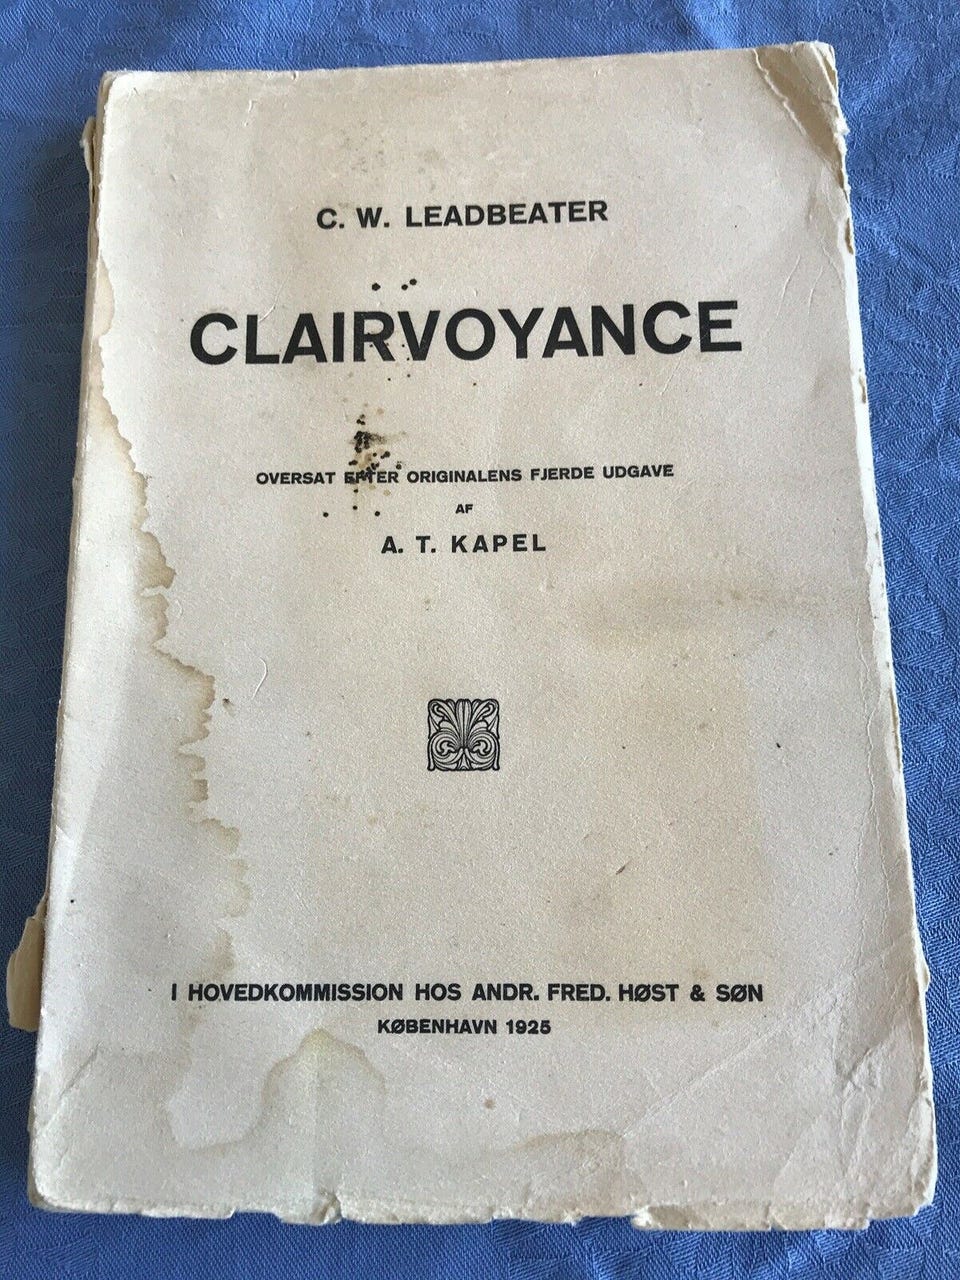 C. W. LEADBEATER
CLAIRVOYANCE
OVERSAT EFTER ORIGINALENS FJERDE UDGAVE
AF
A. T. KAPEL
I HOVEDKOMMISSION HOS ANDR. FRED. HØST & SØN
KØBENHAVN 1925